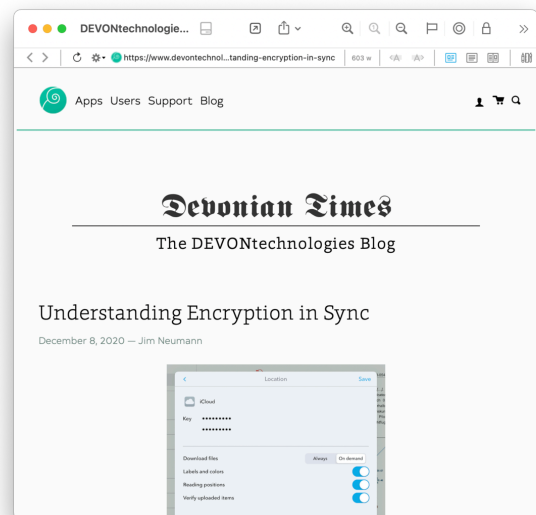 DEVONtechnologie...
https://www.devontechnol...tanding-encryption-in-sync
603 w
Apps Users Support Blog
Devonian Times
The DEVONtechnologies Blog
Understanding Encryption in Sync
December 8, 2020 — Jim Neumann
Location
Save
iCloud
Key •••••••••
•••••••••
Download files
Always
On demand
Labels and colors
Reading positions
Verify uploaded items